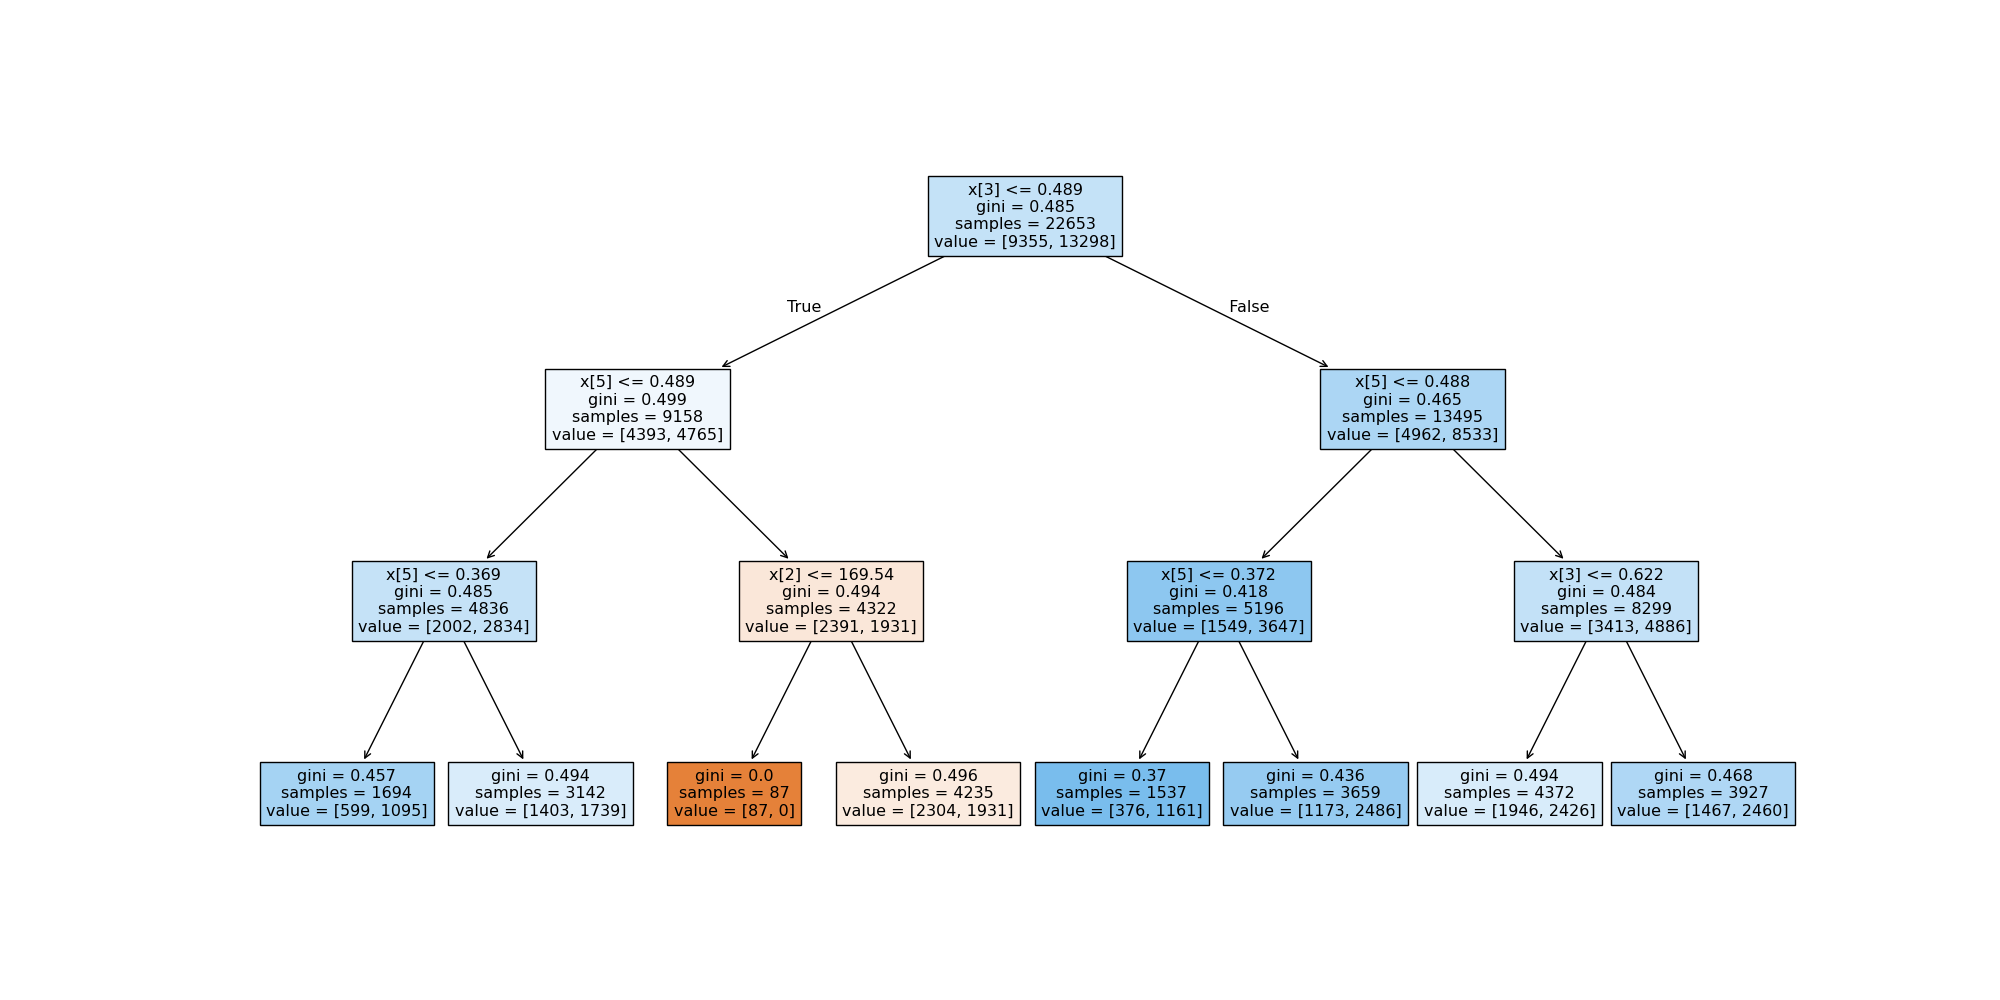 x[3] <= 0.489
gini = 0.485
samples = 22653
value = [9355, 13298]
True
False
x[5] <= 0.489
gini = 0.499
samples = 9158
value = [4393, 4765]
x[5] <= 0.488
gini = 0.465
samples = 13495
value = [4962, 8533]
x[5] <= 0.369
gini = 0.485
samples = 4836
value = [2002, 2834]
x[2] <= 169.54
gini = 0.494
samples = 4322
value = [2391, 1931]
x[5] <= 0.372
gini = 0.418
samples = 5196
value = [1549, 3647]
x[3] <= 0.622
gini = 0.484
samples = 8299
value = [3413, 4886]
gini = 0.457
samples = 1694
value = [599, 1095]
gini = 0.494
samples = 3142
value = [1403, 1739]
gini = 0.0
samples = 87
value = [87, 0]
gini = 0.496
samples = 4235
value = [2304, 1931]
gini = 0.37
samples = 1537
value = [376, 1161]
gini = 0.436
samples = 3659
value = [1173, 2486]
gini = 0.494
samples = 4372
value = [1946, 2426]
gini = 0.468
samples = 3927
value = [1467, 2460]